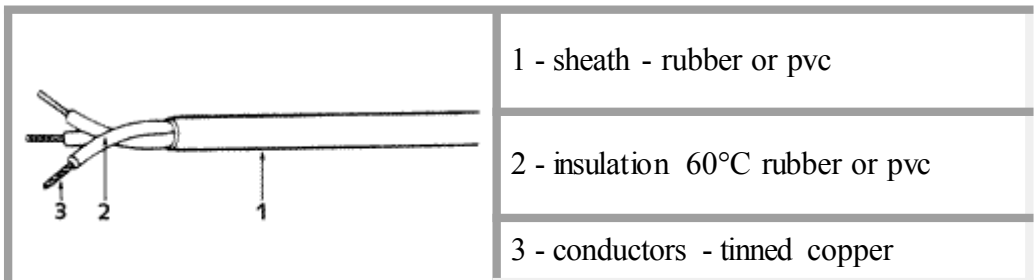 1 - sheath - rubber or pvc
2 - insulation 60°C rubber or pvc
3 - conductors - tinned copper
3 2 1